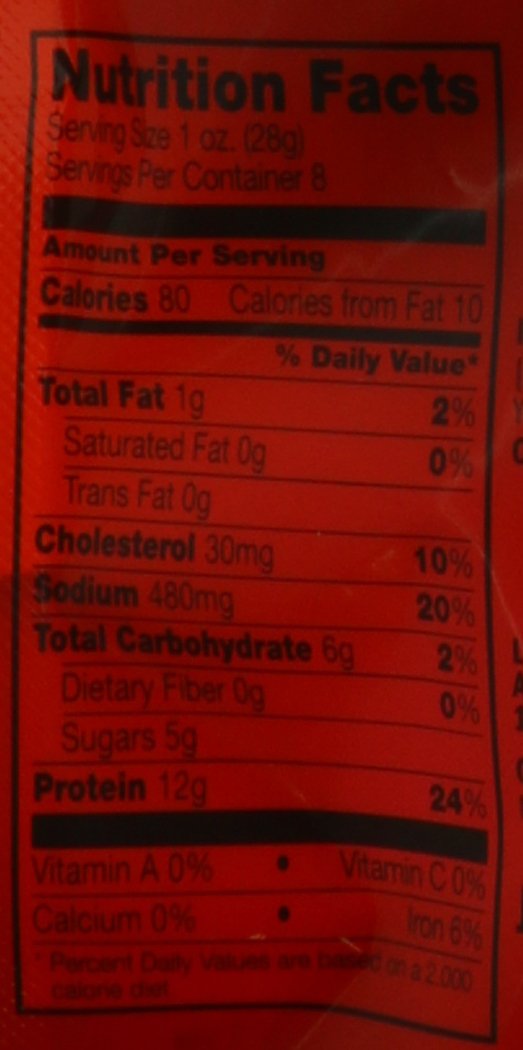 Nutrition Facts
Serving Size 1 oz. (28g)
Servings Per Container 8
Amount Per Serving
Calories 80 Calories from Fat 10
% Daily Value*
Total Fat 1g 2%
Saturated Fat 0g 0%
Trans Fat 0g
Cholesterol 30mg 10%
Sodium 480mg 20%
Total Carbohydrate 6g 2%
Dietary Fiber 0g 0%
Sugars 5g
Protein 12g 24%
Vitamin A 0% • Vitamin C 0%
Calcium 0% • Iron 6%
*Percent Daily Values are based on a 2,000
calorie diet